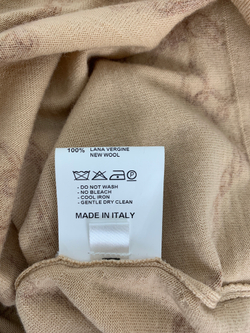 100% LANA VERGINE
NEW WOOL
- DO NOT WASH
- NO BLEACH
- COOL IRON
- GENTLE DRY CLEAN
MADE IN ITALY